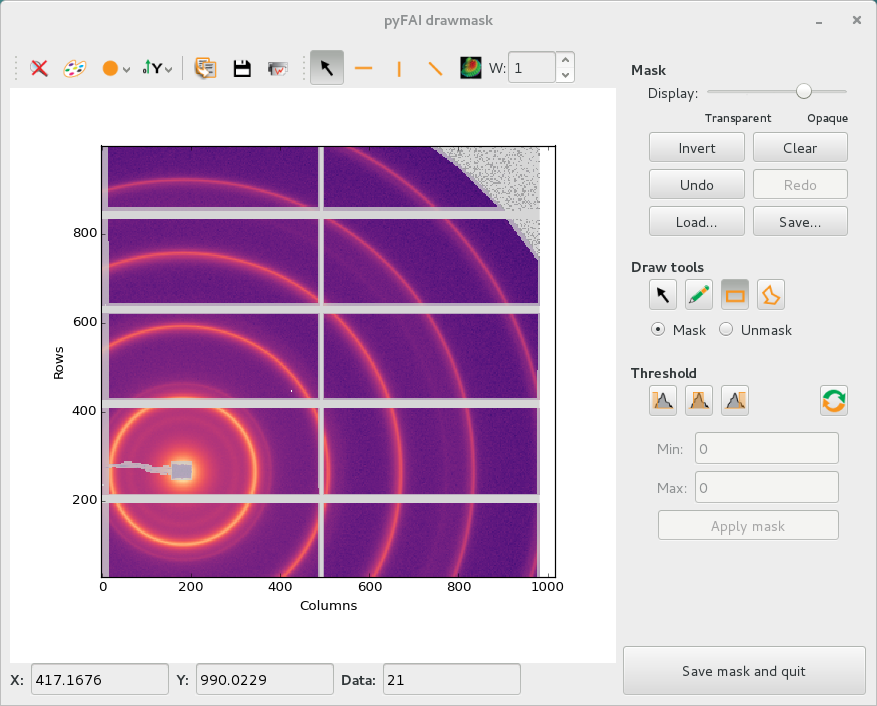 pyFAI drawmask
Y
W: 1
Mask
Display:
Transparent Opaque
Invert Clear
Undo Redo
Load... Save...
Draw tools
Mask Unmask
Threshold
Min: 0
Max: 0
Apply mask
Save mask and quit
Rows
800
600
400
200
0 200 400 600 800 1000
Columns
X: 417.1676 Y: 990.0229 Data: 21